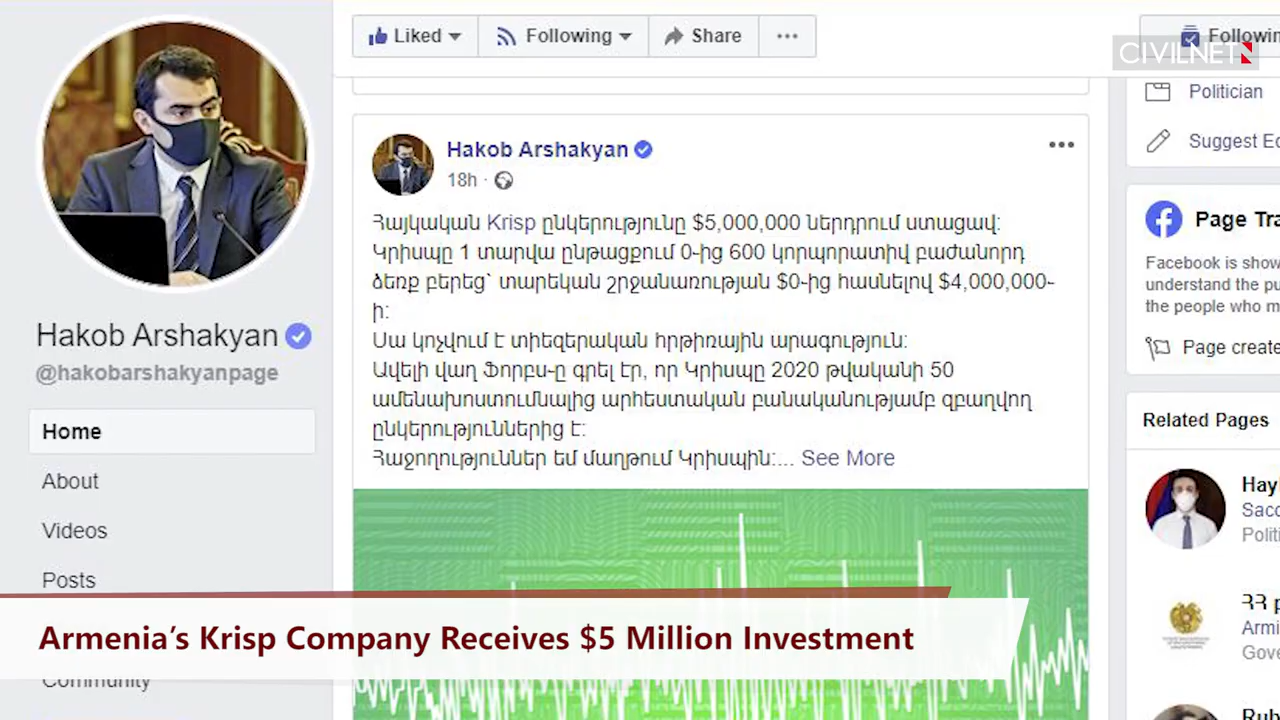 Liked
Following
Share
Followin
CIVILNET
Politician
Suggest Ed
Hakob Arshakyan
@hakobarshakyanpage
Home
About
Videos
Posts
Community
Hakob Arshakyan
18h ·
Հայկական Krisp ընկերությունը $5,000,000 ներդրում ստացավ:
Կրիսպը 1 տարվա ընթացքում 0-ից 600 կորպորատիվ բաժանորդ
ձեռք բերեց` տարեկան շրջանառության $0-ից հասնելով $4,000,000-
ի:
Սա կոչվում է տիեզերական հրթիռային արագություն:
Ավելի վաղ Ֆորբս-ը գրել էր, որ Կրիսպը 2020 թվականի 50
ամենախոստումնալից արհեստական բանականությամբ զբաղվող
ընկերություններից է:
Հաջողություններ եմ մաղթում Կրիսպին:... See More
Page Tra
Facebook is show
understand the pu
the people who m
Page create
Related Pages
Hay
Sacc
Politi
ՀՀ
Armi
Gove
Rub
Armenia’s Krisp Company Receives $5 Million Investment